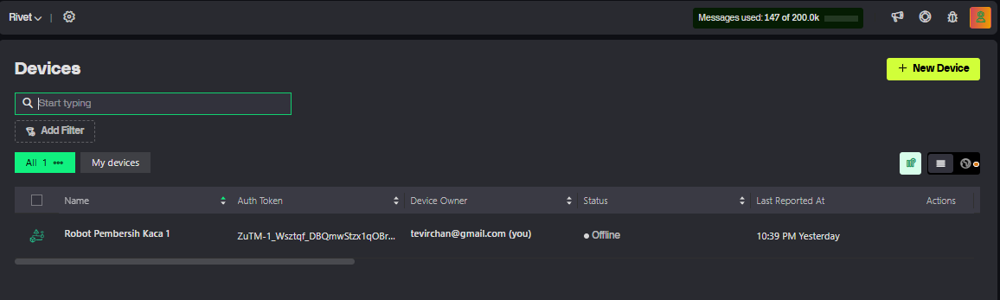 Rivet | Messages used: 147 of 200.0k
Devices
+ New Device
Start typing
Add Filter
All 1 My devices
Name Auth Token Device Owner Status Last Reported At Actions
Robot Pembersih Kaca 1 ZuTM-1_Wsztqf_DBQmwStzx1qOBr... tevirchan@gmail.com (you) Offline 10:39 PM Yesterday